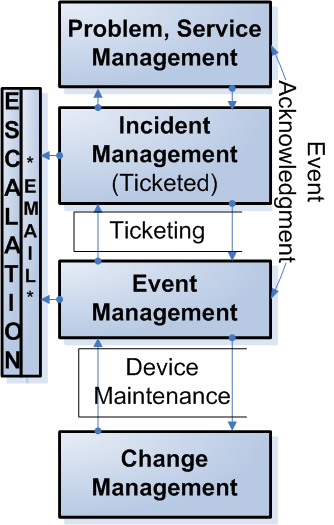 Problem, Service
Management
Event
Acknowledgment
ESCALATION
*EMAIL*
Incident
Management
(Ticketed)
Ticketing
Event
Management
Device
Maintenance
Change
Management